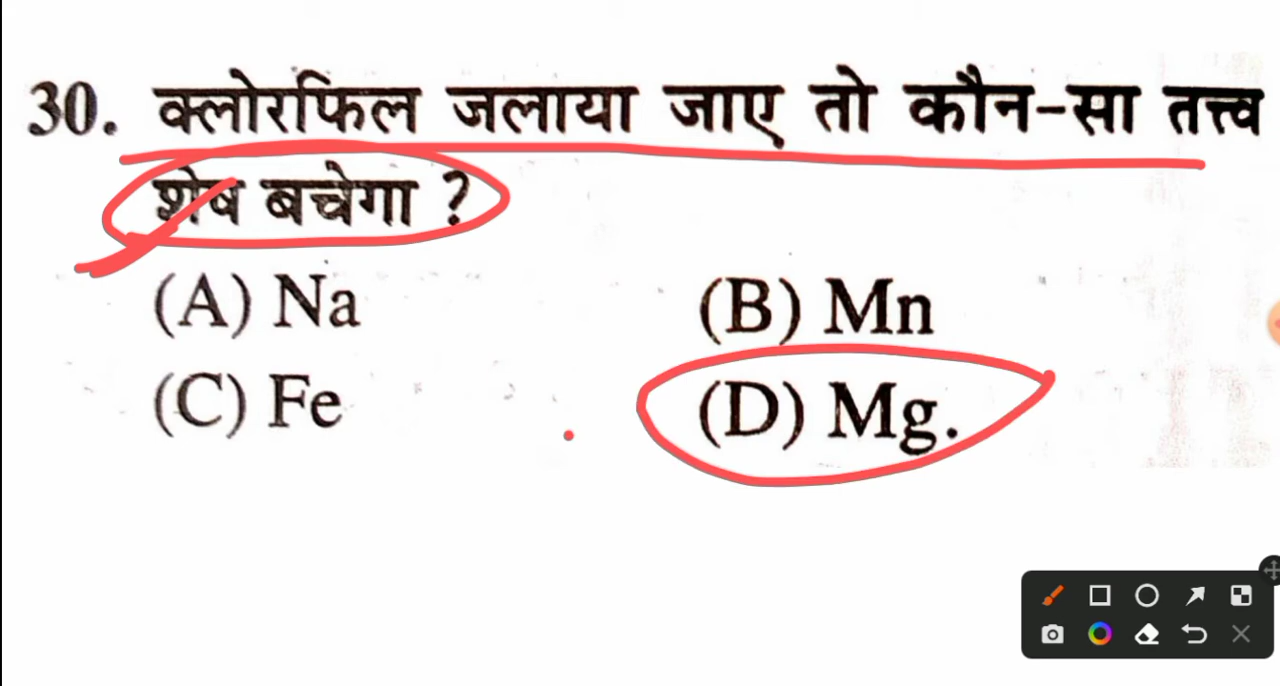 30. क्लोरफिल जलाया जाए तो कौन-सा तत्त्व
शेष बचेगा ?
(A) Na (B) Mn
(C) Fe (D) Mg.